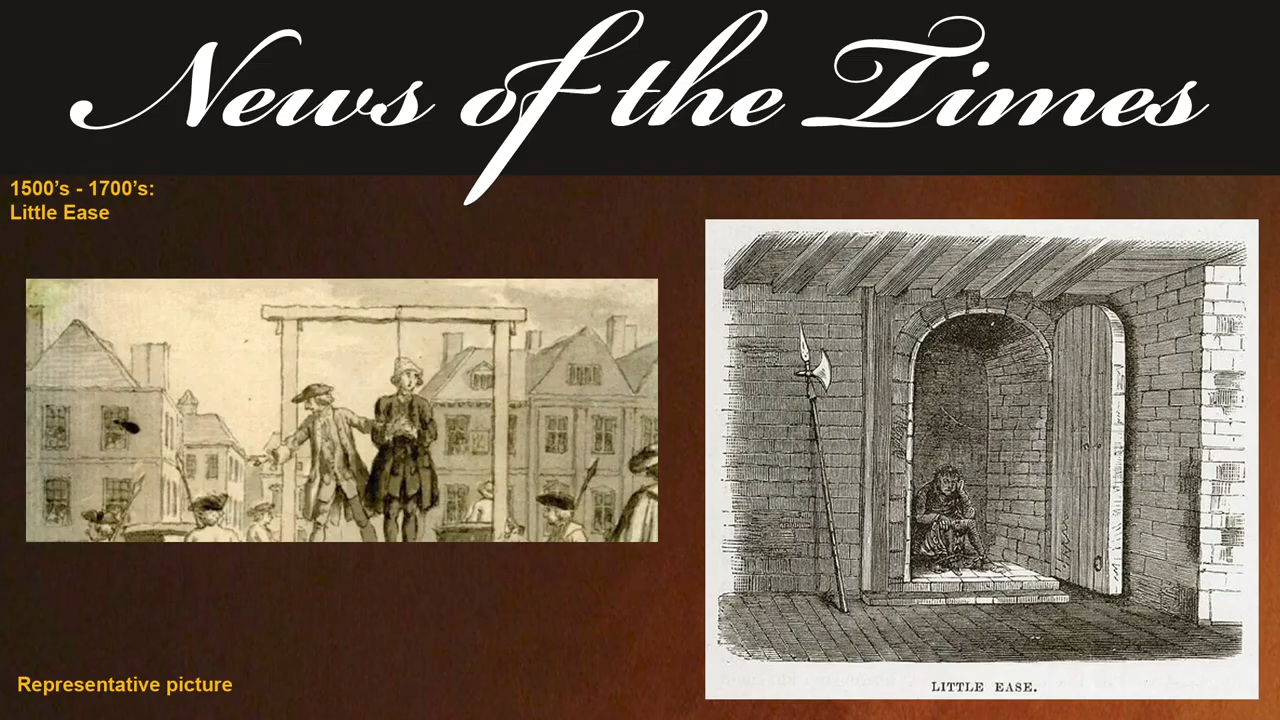 News of the Times
1500’s - 1700’s:
Little Ease
LITTLE EASE.
Representative picture